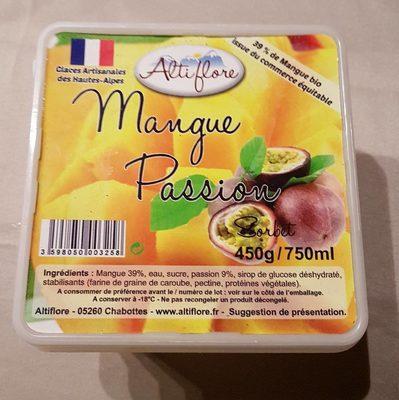 Glaces Artisanales
des Hautes-Alpes
Altiflore
39 % de Mangue bio
issue du commerce équitable
Mangue
Passion
Sorbet
450g/750ml
3 598050 003258
Ingrédients : Mangue 39%, eau, sucre, passion 9%, sirop de glucose déshydraté,
stabilisants (farine de graine de caroube, pectine, protéines végétales).
A consommer de préférence avant le / numéro de lot : voir sur le côté de l'emballage.
A conserver à -18°C - Ne pas recongeler un produit décongelé.
Altiflore - 05260 Chabottes - www.altiflore.fr - Suggestion de présentation.